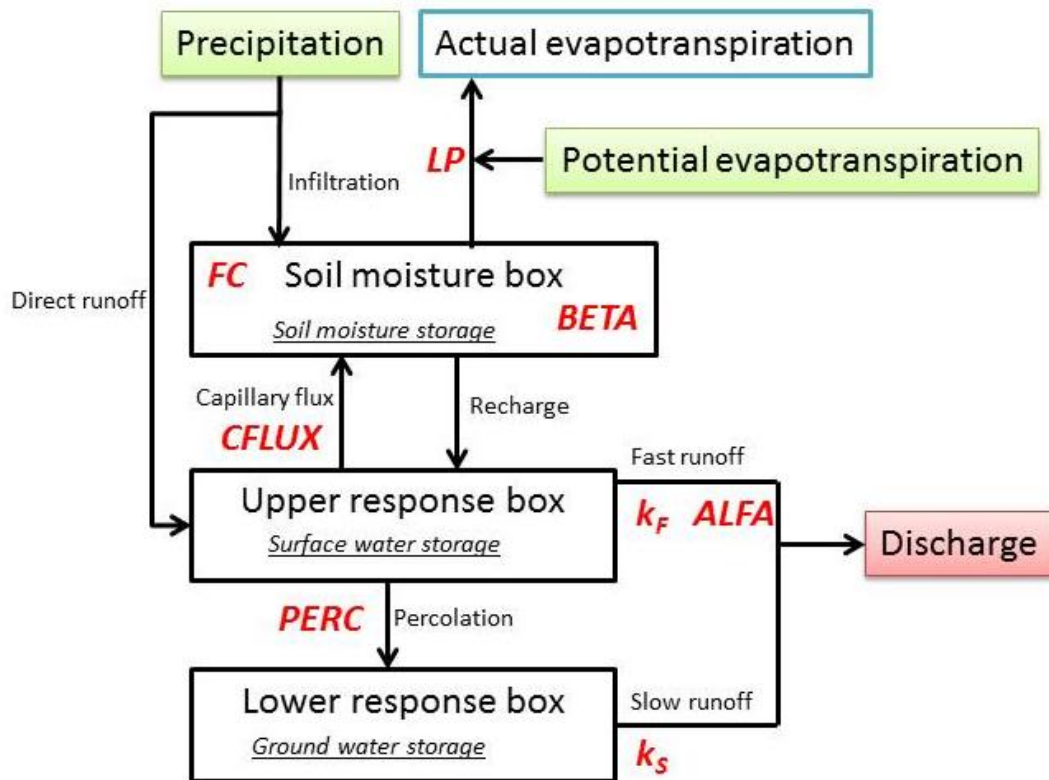 Precipitation
Actual evapotranspiration
LP
Potential evapotranspiration
Infiltration
Direct runoff
FC
Soil moisture box
Soil moisture storage
BETA
Capillary flux
CFLUX
Recharge
Upper response box
Surface water storage
Fast runoff
kF ALFA
Discharge
PERC
Percolation
Lower response box
Ground water storage
Slow runoff
kS